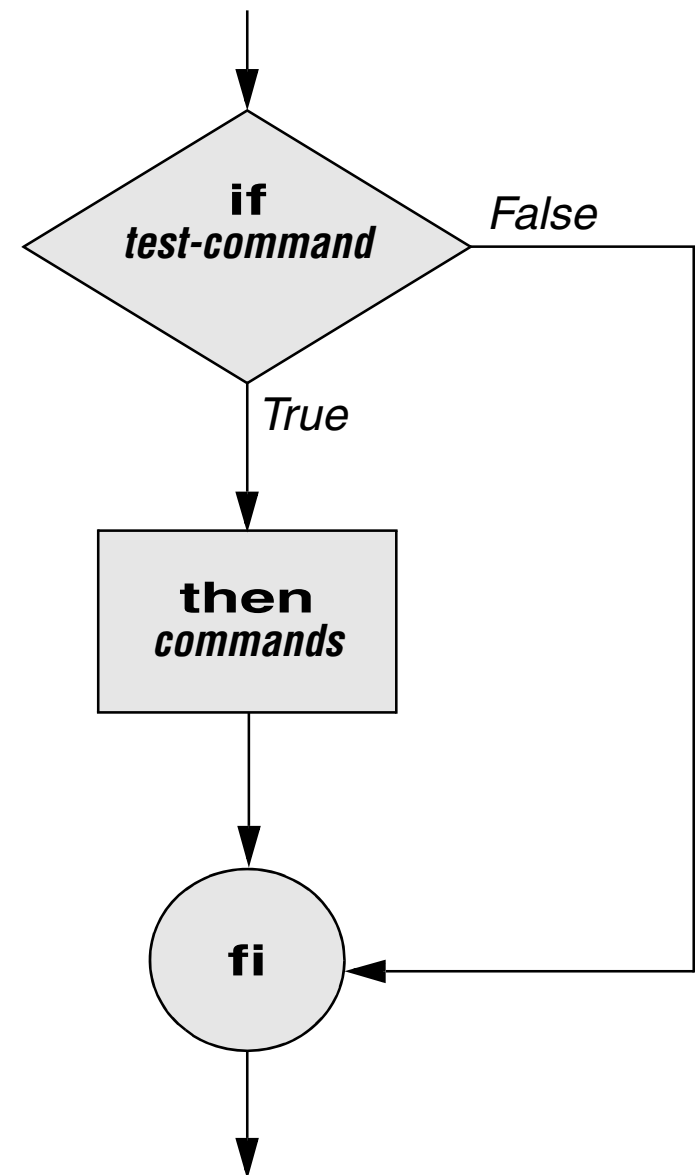 if
test-command
False
True
then
commands
fi